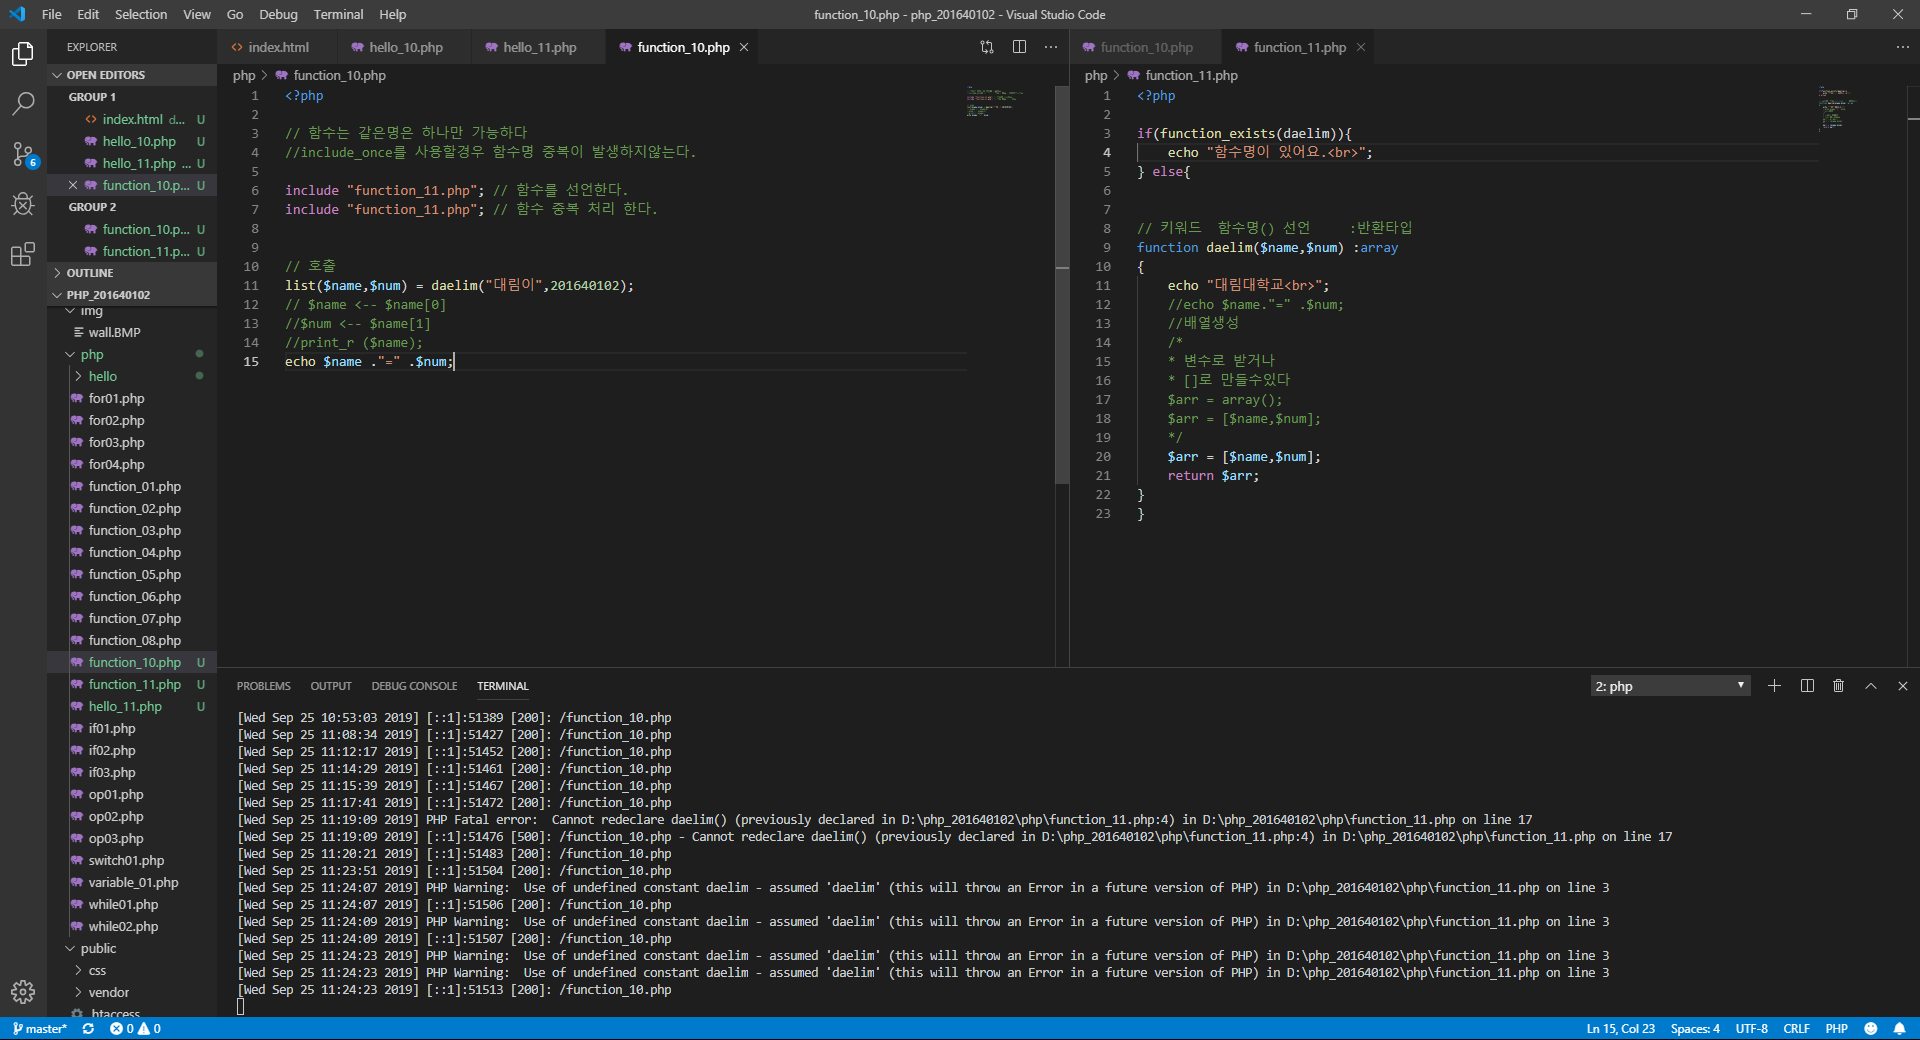 File Edit Selection View Go Debug Terminal Help
function_10.php - php_201640102 - Visual Studio Code
EXPLORER
OPEN EDITORS
GROUP 1
index.html d... U
hello_10.php U
hello_11.php ... U
function_10.p... U
GROUP 2
function_10.p... U
function_11.p... U
OUTLINE
PHP_201640102
img
wall.BMP
php
hello
for01.php
for02.php
for03.php
for04.php
function_01.php
function_02.php
function_03.php
function_04.php
function_05.php
function_06.php
function_07.php
function_08.php
function_10.php U
function_11.php U
hello_11.php U
if01.php
if02.php
if03.php
op01.php
op02.php
op03.php
switch01.php
variable_01.php
while01.php
while02.php
public
css
vendor
.htaccess
6
index.html hello_10.php hello_11.php function_10.php
php > function_10.php
1 <?php
2
3 // 함수는 같은명은 하나만 가능하다
4 //include_once를 사용할경우 함수명 중복이 발생하지않는다.
5
6 include "function_11.php"; // 함수를 선언한다.
7 include "function_11.php"; // 함수 중복 처리 한다.
8
9
10 // 호출
11 list($name,$num) = daelim("대림이",201640102);
12 // $name <-- $name[0]
13 //$num <-- $name[1]
14 //print_r ($name);
15 echo $name ."=" .$num;
function_10.php function_11.php
php > function_11.php
1 <?php
2
3 if(function_exists(daelim)){
4 echo "함수명이 있어요.<br>";
5 } else{
6
7
8 // 키워드 함수명() 선언 :반환타입
9 function daelim($name,$num) :array
10 {
11 echo "대림대학교<br>";
12 //echo $name."=" .$num;
13 //배열생성
14 /*
15 * 변수로 받거나
16 * []로 만들수있다
17 $arr = array();
18 $arr = [$name,$num];
19 */
20 $arr = [$name,$num];
21 return $arr;
22 }
23 }
PROBLEMS OUTPUT DEBUG CONSOLE TERMINAL
2: php
[Wed Sep 25 10:53:03 2019] [::1]:51389 [200]: /function_10.php
[Wed Sep 25 11:08:34 2019] [::1]:51427 [200]: /function_10.php
[Wed Sep 25 11:12:17 2019] [::1]:51452 [200]: /function_10.php
[Wed Sep 25 11:14:29 2019] [::1]:51461 [200]: /function_10.php
[Wed Sep 25 11:15:39 2019] [::1]:51467 [200]: /function_10.php
[Wed Sep 25 11:17:41 2019] [::1]:51472 [200]: /function_10.php
[Wed Sep 25 11:19:09 2019] PHP Fatal error:  Cannot redeclare daelim() (previously declared in D:\php_201640102\php\function_11.php:4) in D:\php_201640102\php\function_11.php on line 17
[Wed Sep 25 11:19:09 2019] [::1]:51476 [500]: /function_10.php - Cannot redeclare daelim() (previously declared in D:\php_201640102\php\function_11.php:4) in D:\php_201640102\php\function_11.php on line 17
[Wed Sep 25 11:20:21 2019] [::1]:51483 [200]: /function_10.php
[Wed Sep 25 11:23:51 2019] [::1]:51504 [200]: /function_10.php
[Wed Sep 25 11:24:07 2019] PHP Warning:  Use of undefined constant daelim - assumed 'daelim' (this will throw an Error in a future version of PHP) in D:\php_201640102\php\function_11.php on line 3
[Wed Sep 25 11:24:07 2019] [::1]:51506 [200]: /function_10.php
[Wed Sep 25 11:24:09 2019] PHP Warning:  Use of undefined constant daelim - assumed 'daelim' (this will throw an Error in a future version of PHP) in D:\php_201640102\php\function_11.php on line 3
[Wed Sep 25 11:24:09 2019] [::1]:51507 [200]: /function_10.php
[Wed Sep 25 11:24:23 2019] PHP Warning:  Use of undefined constant daelim - assumed 'daelim' (this will throw an Error in a future version of PHP) in D:\php_201640102\php\function_11.php on line 3
[Wed Sep 25 11:24:23 2019] PHP Warning:  Use of undefined constant daelim - assumed 'daelim' (this will throw an Error in a future version of PHP) in D:\php_201640102\php\function_11.php on line 3
[Wed Sep 25 11:24:23 2019] [::1]:51513 [200]: /function_10.php
master* 0 0
Ln 15, Col 23 Spaces: 4 UTF-8 CRLF PHP